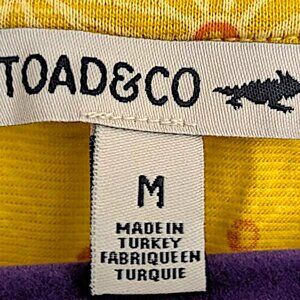 TOAD&CO
M
MADE IN
TURKEY
FABRIQUE EN
TURQUIE